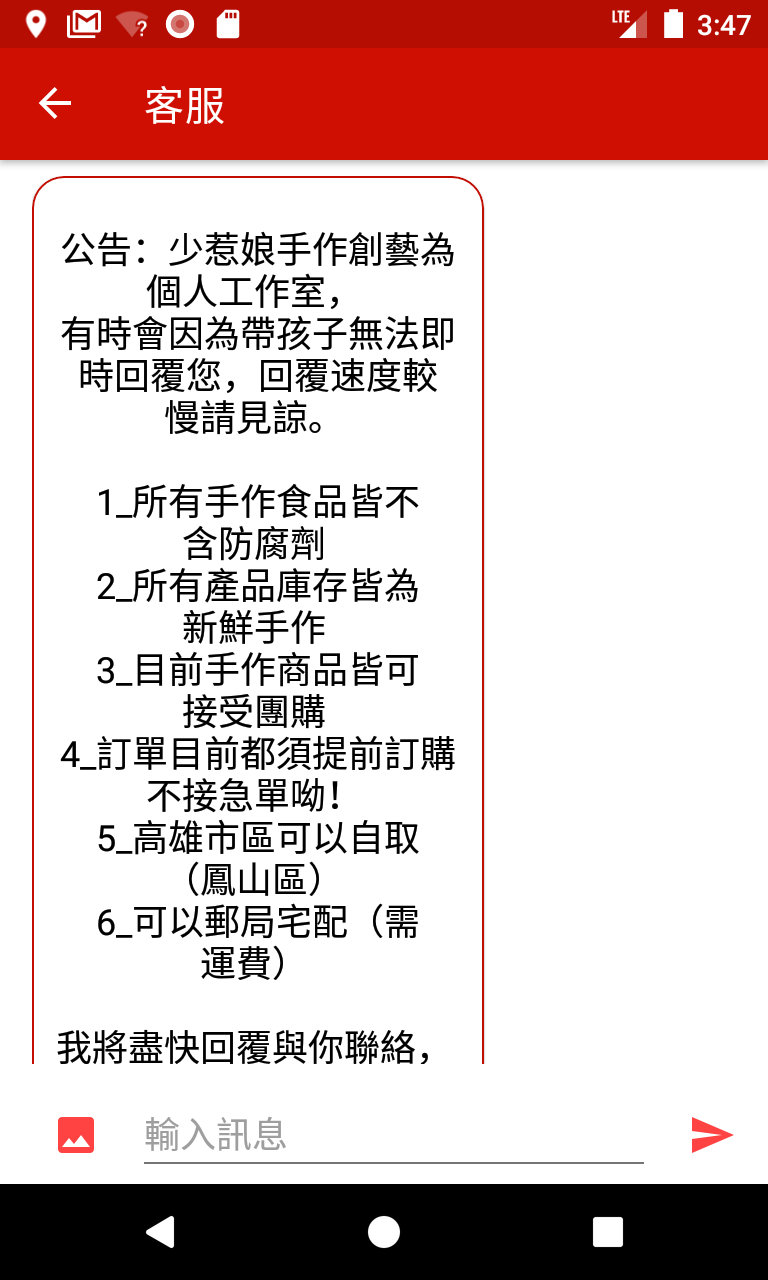 LTE 3:47
客服
公告：少惹娘手作創藝為
個人工作室，
有時會因為帶孩子無法即
時回覆您，回覆速度較
慢請見諒。
1_所有手作食品皆不
含防腐劑
2_所有產品庫存皆為
新鮮手作
3_目前手作商品皆可
接受團購
4_訂單目前都須提前訂購
不接急單呦！
5_高雄市區可以自取
（鳳山區）
6_可以郵局宅配（需
運費）
我將盡快回覆與你聯絡，
輸入訊息